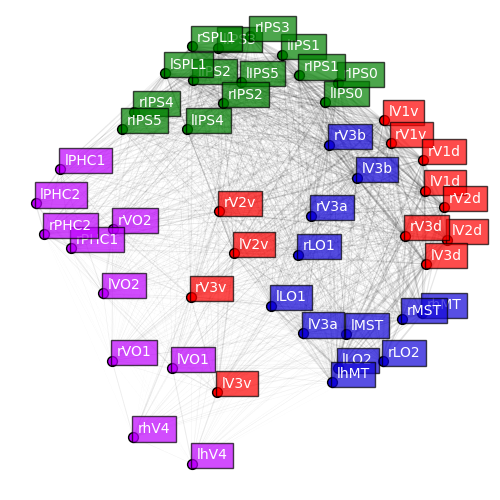 rIPS3
rSPL1
lIPS1
lSPL1
lIPS2
lIPS5
rIPS1
rIPS0
rIPS2
lIPS0
rIPS4
rIPS5
lIPS4
lV1v
rV1v
rV3b
rV1d
lPHC1
lV3b
lV1d
lPHC2
rV2d
rV2v
rV3a
rPHC2
rVO2
rPHC1
rV3d
lV2d
lV2v
rLO1
lV3d
lVO2
rV3v
lLO1
rMST
rhMT
lV3a
lMST
rVO1
lVO1
lLO2
rLO2
lhMT
lV3v
rhV4
lhV4